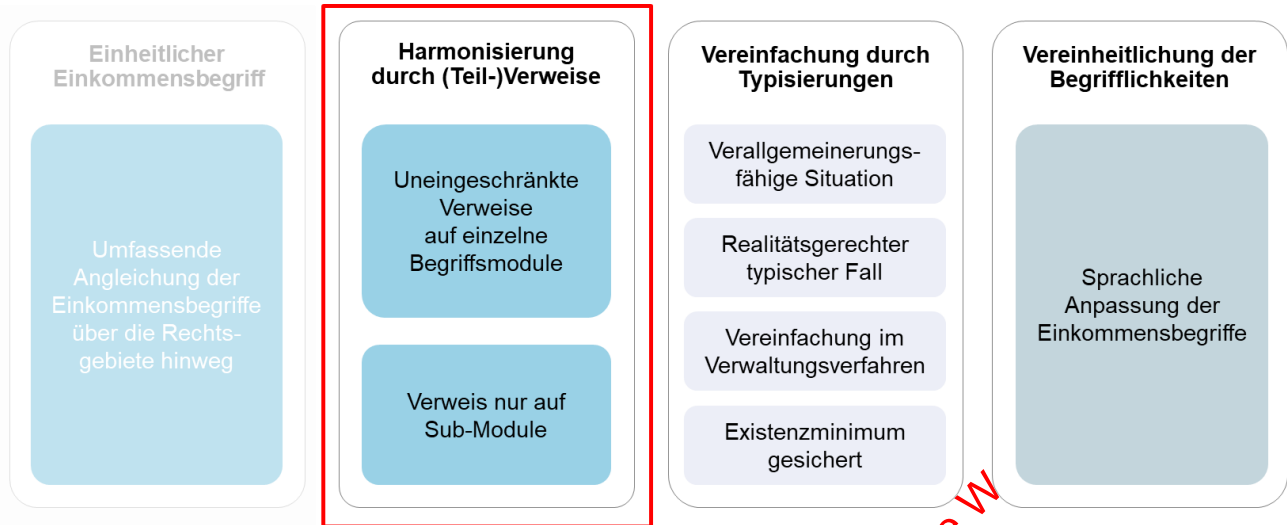 Einheitlicher
Einkommensbegriff
Umfassende
Angleichung der
Einkommensbegriffe
über die Rechts-
gebiete hinweg
Harmonisierung
durch (Teil-)Verweise
Uneingeschränkte
Verweise
auf einzelne
Begriffsmodule
Verweis nur auf
Sub-Module
Vereinfachung durch
Typisierungen
Verallgemeinerungs-
fähige Situation
Realitätsgerechter
typischer Fall
Vereinfachung im
Verwaltungsverfahren
Existenzminimum
gesichert
Vereinheitlichung der
Begrifflichkeiten
Sprachliche
Anpassung der
Einkommensbegriffe